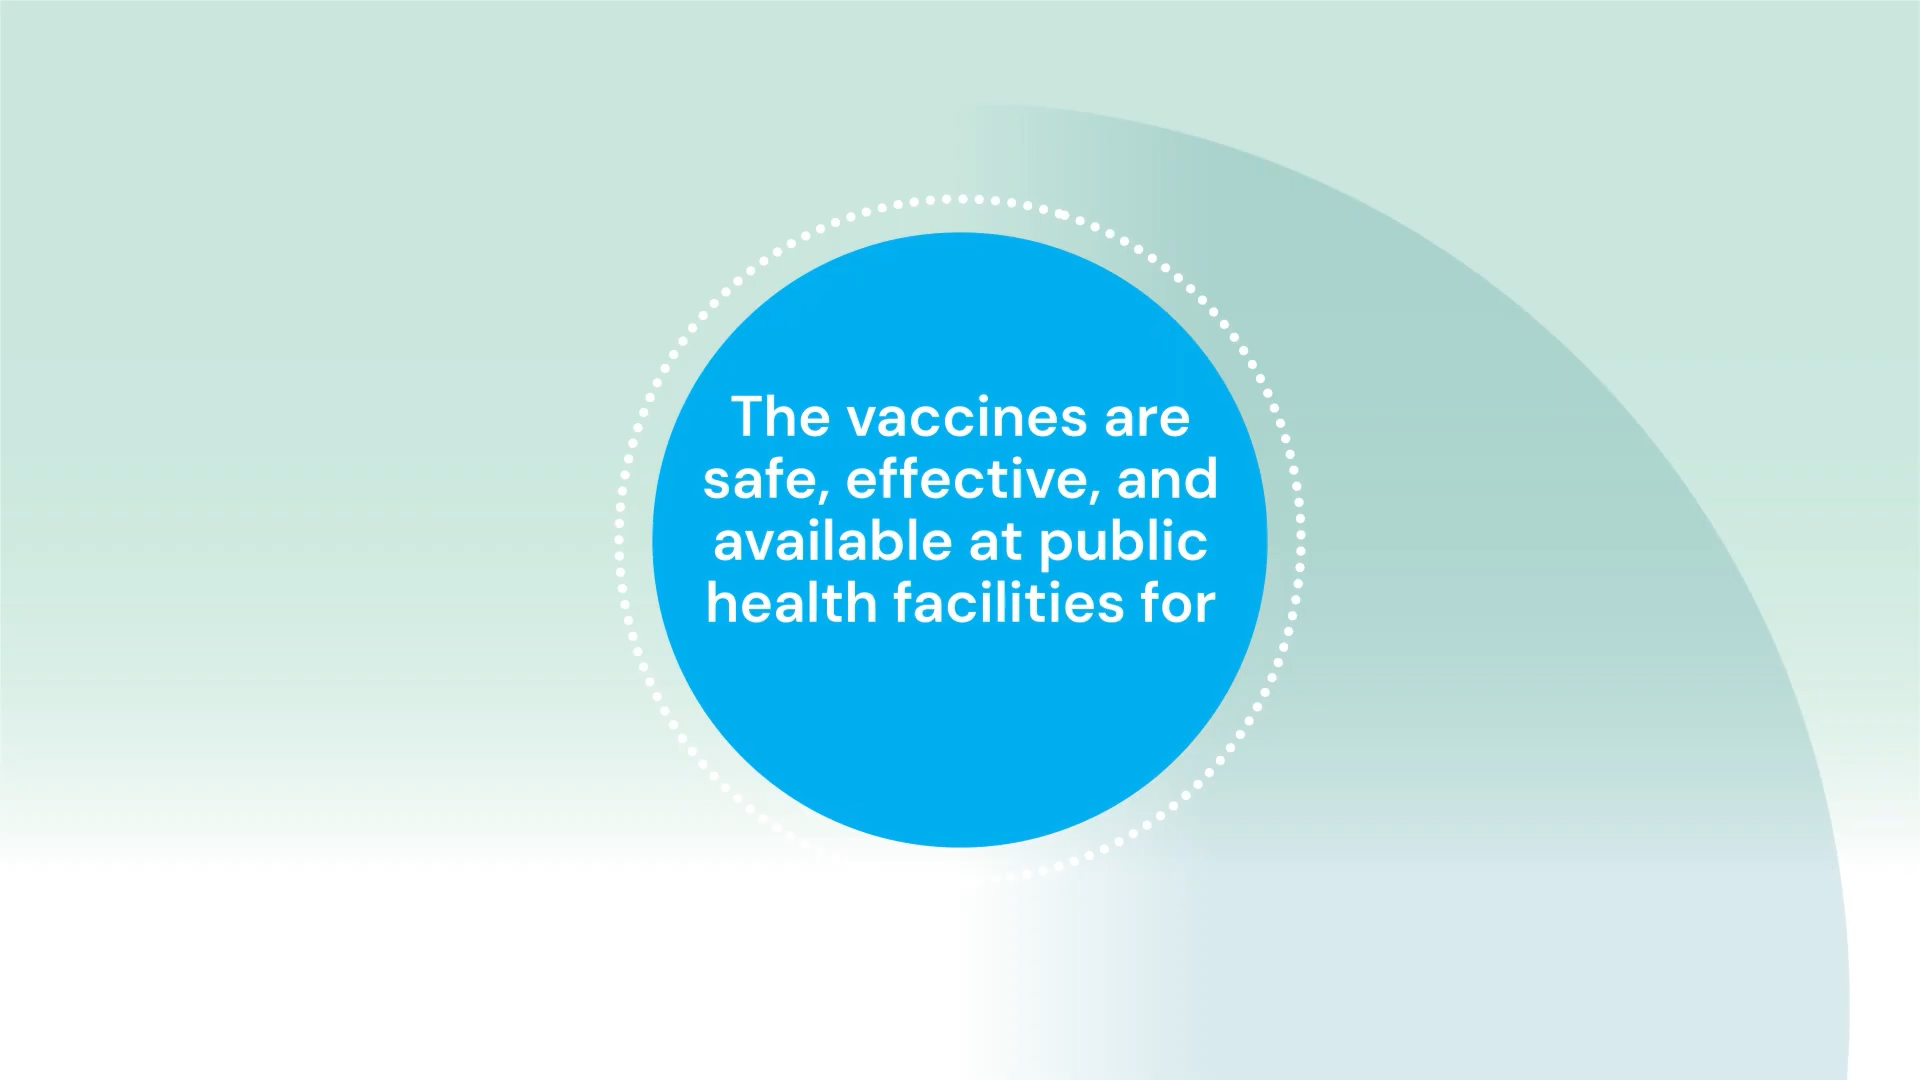 The vaccines are
safe, effective, and
available at public
health facilities for